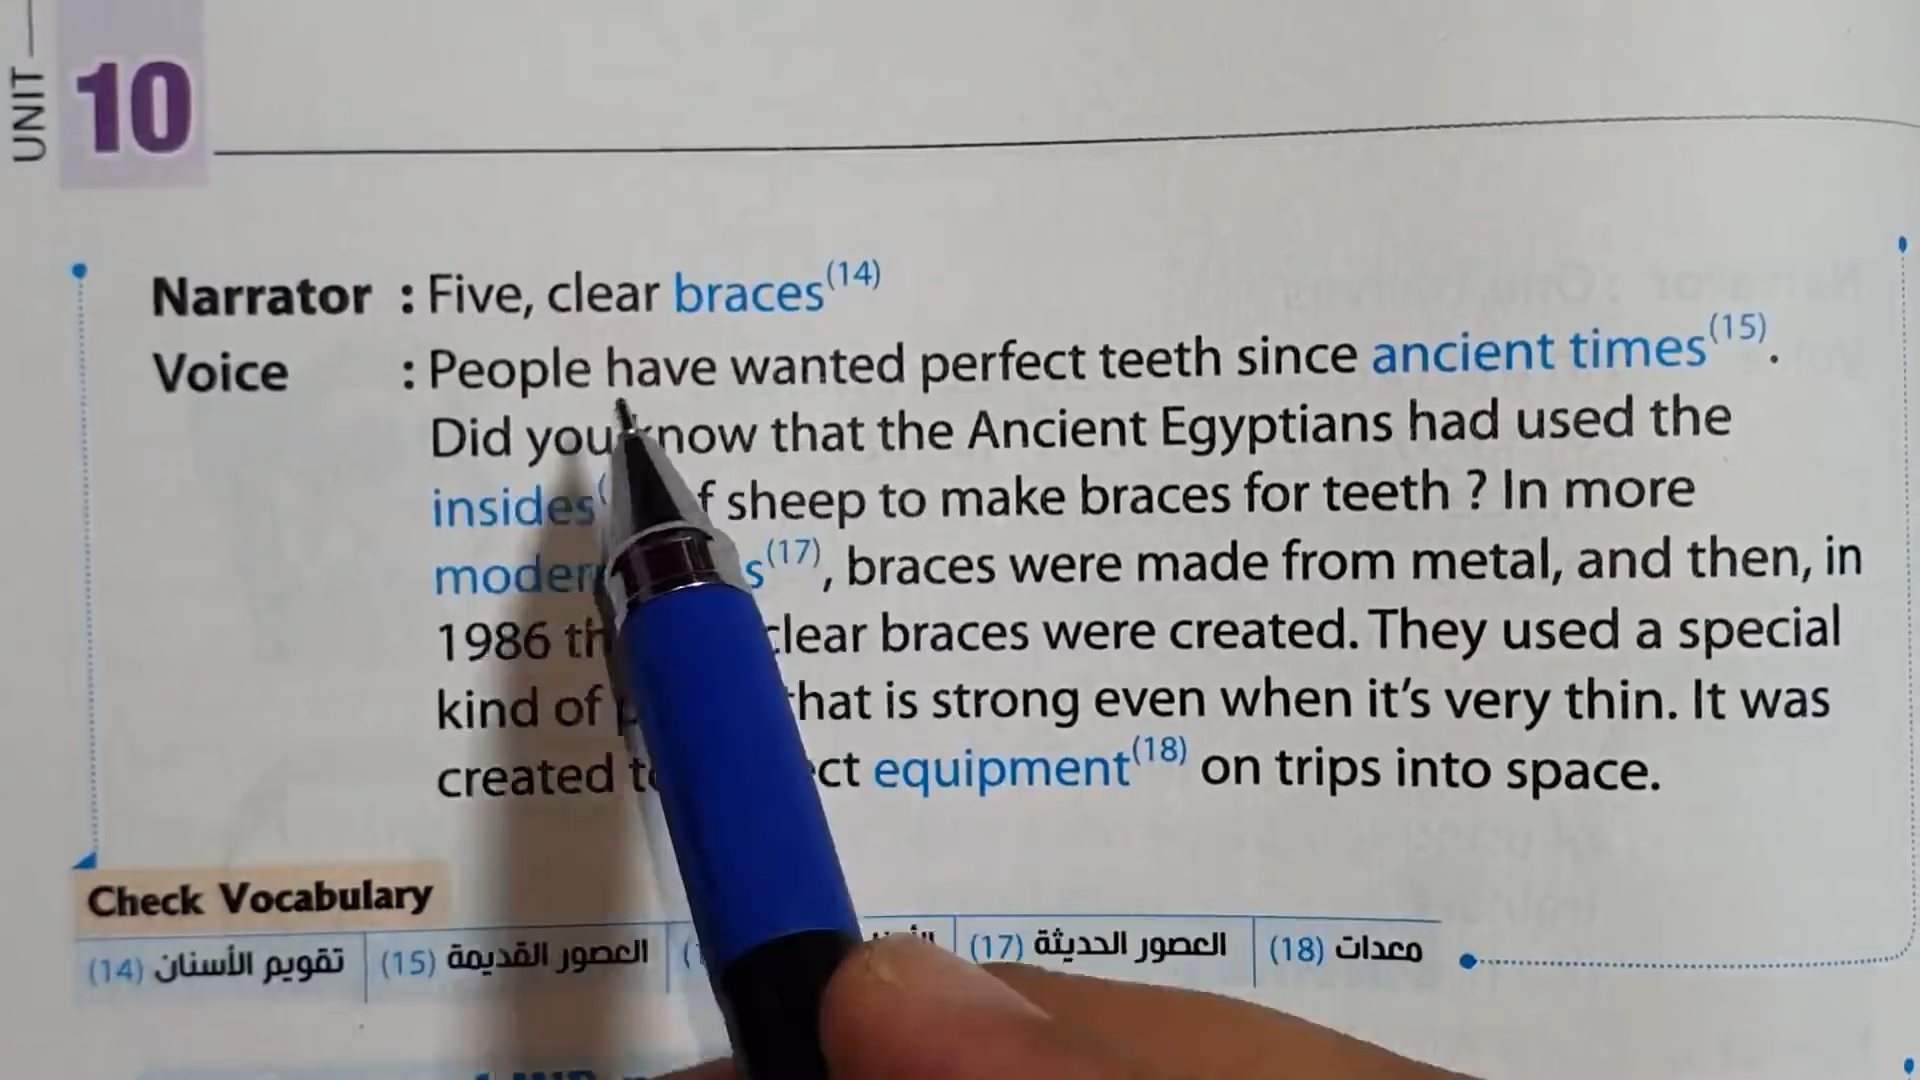 UNIT
10
Narrator : Five, clear braces(14)
Voice : People have wanted perfect teeth since ancient times(15).
Did you know that the Ancient Egyptians had used the
insides of sheep to make braces for teeth ? In more
modern (17), braces were made from metal, and then, in
1986 clear braces were created. They used a special
kind of that is strong even when it's very thin. It was
created equipment(18) on trips into space.
Check Vocabulary
(14) تقويم الأسنان (15) العصور القديمة (17) العصور الحديثة (18) معدات